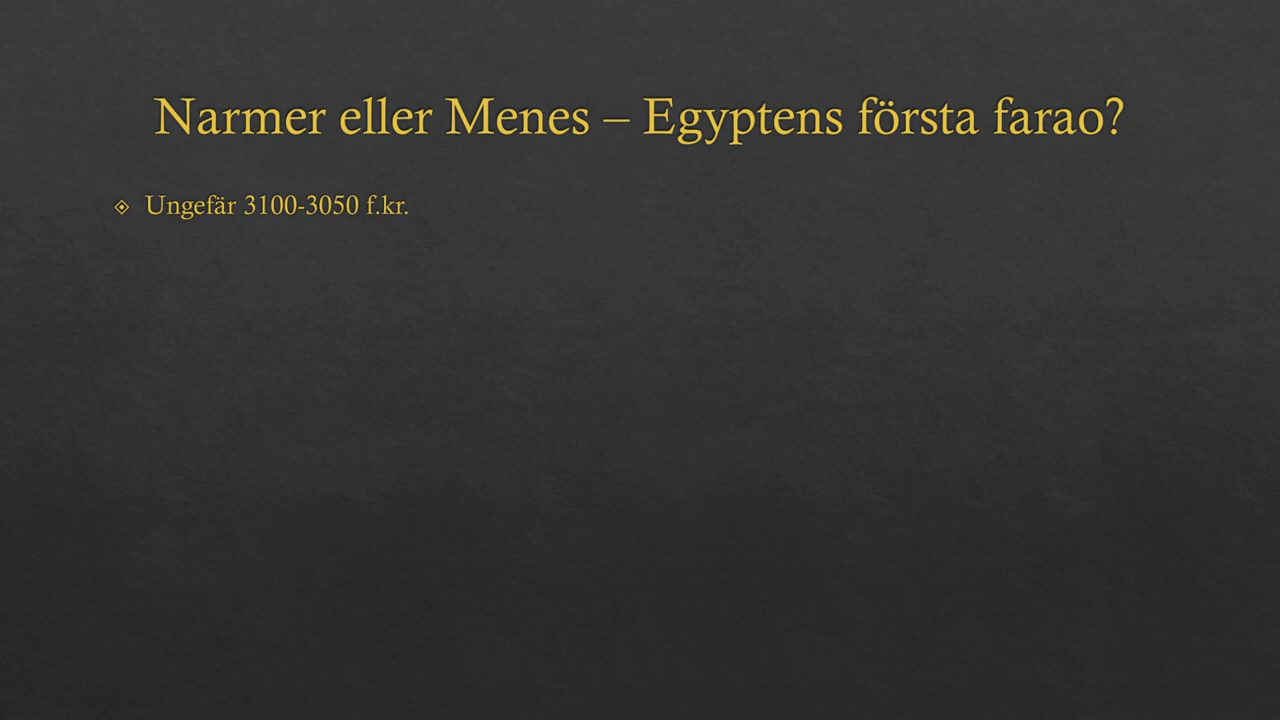 Narmer eller Menes – Egyptens första farao?
Ungefär 3100-3050 f.kr.